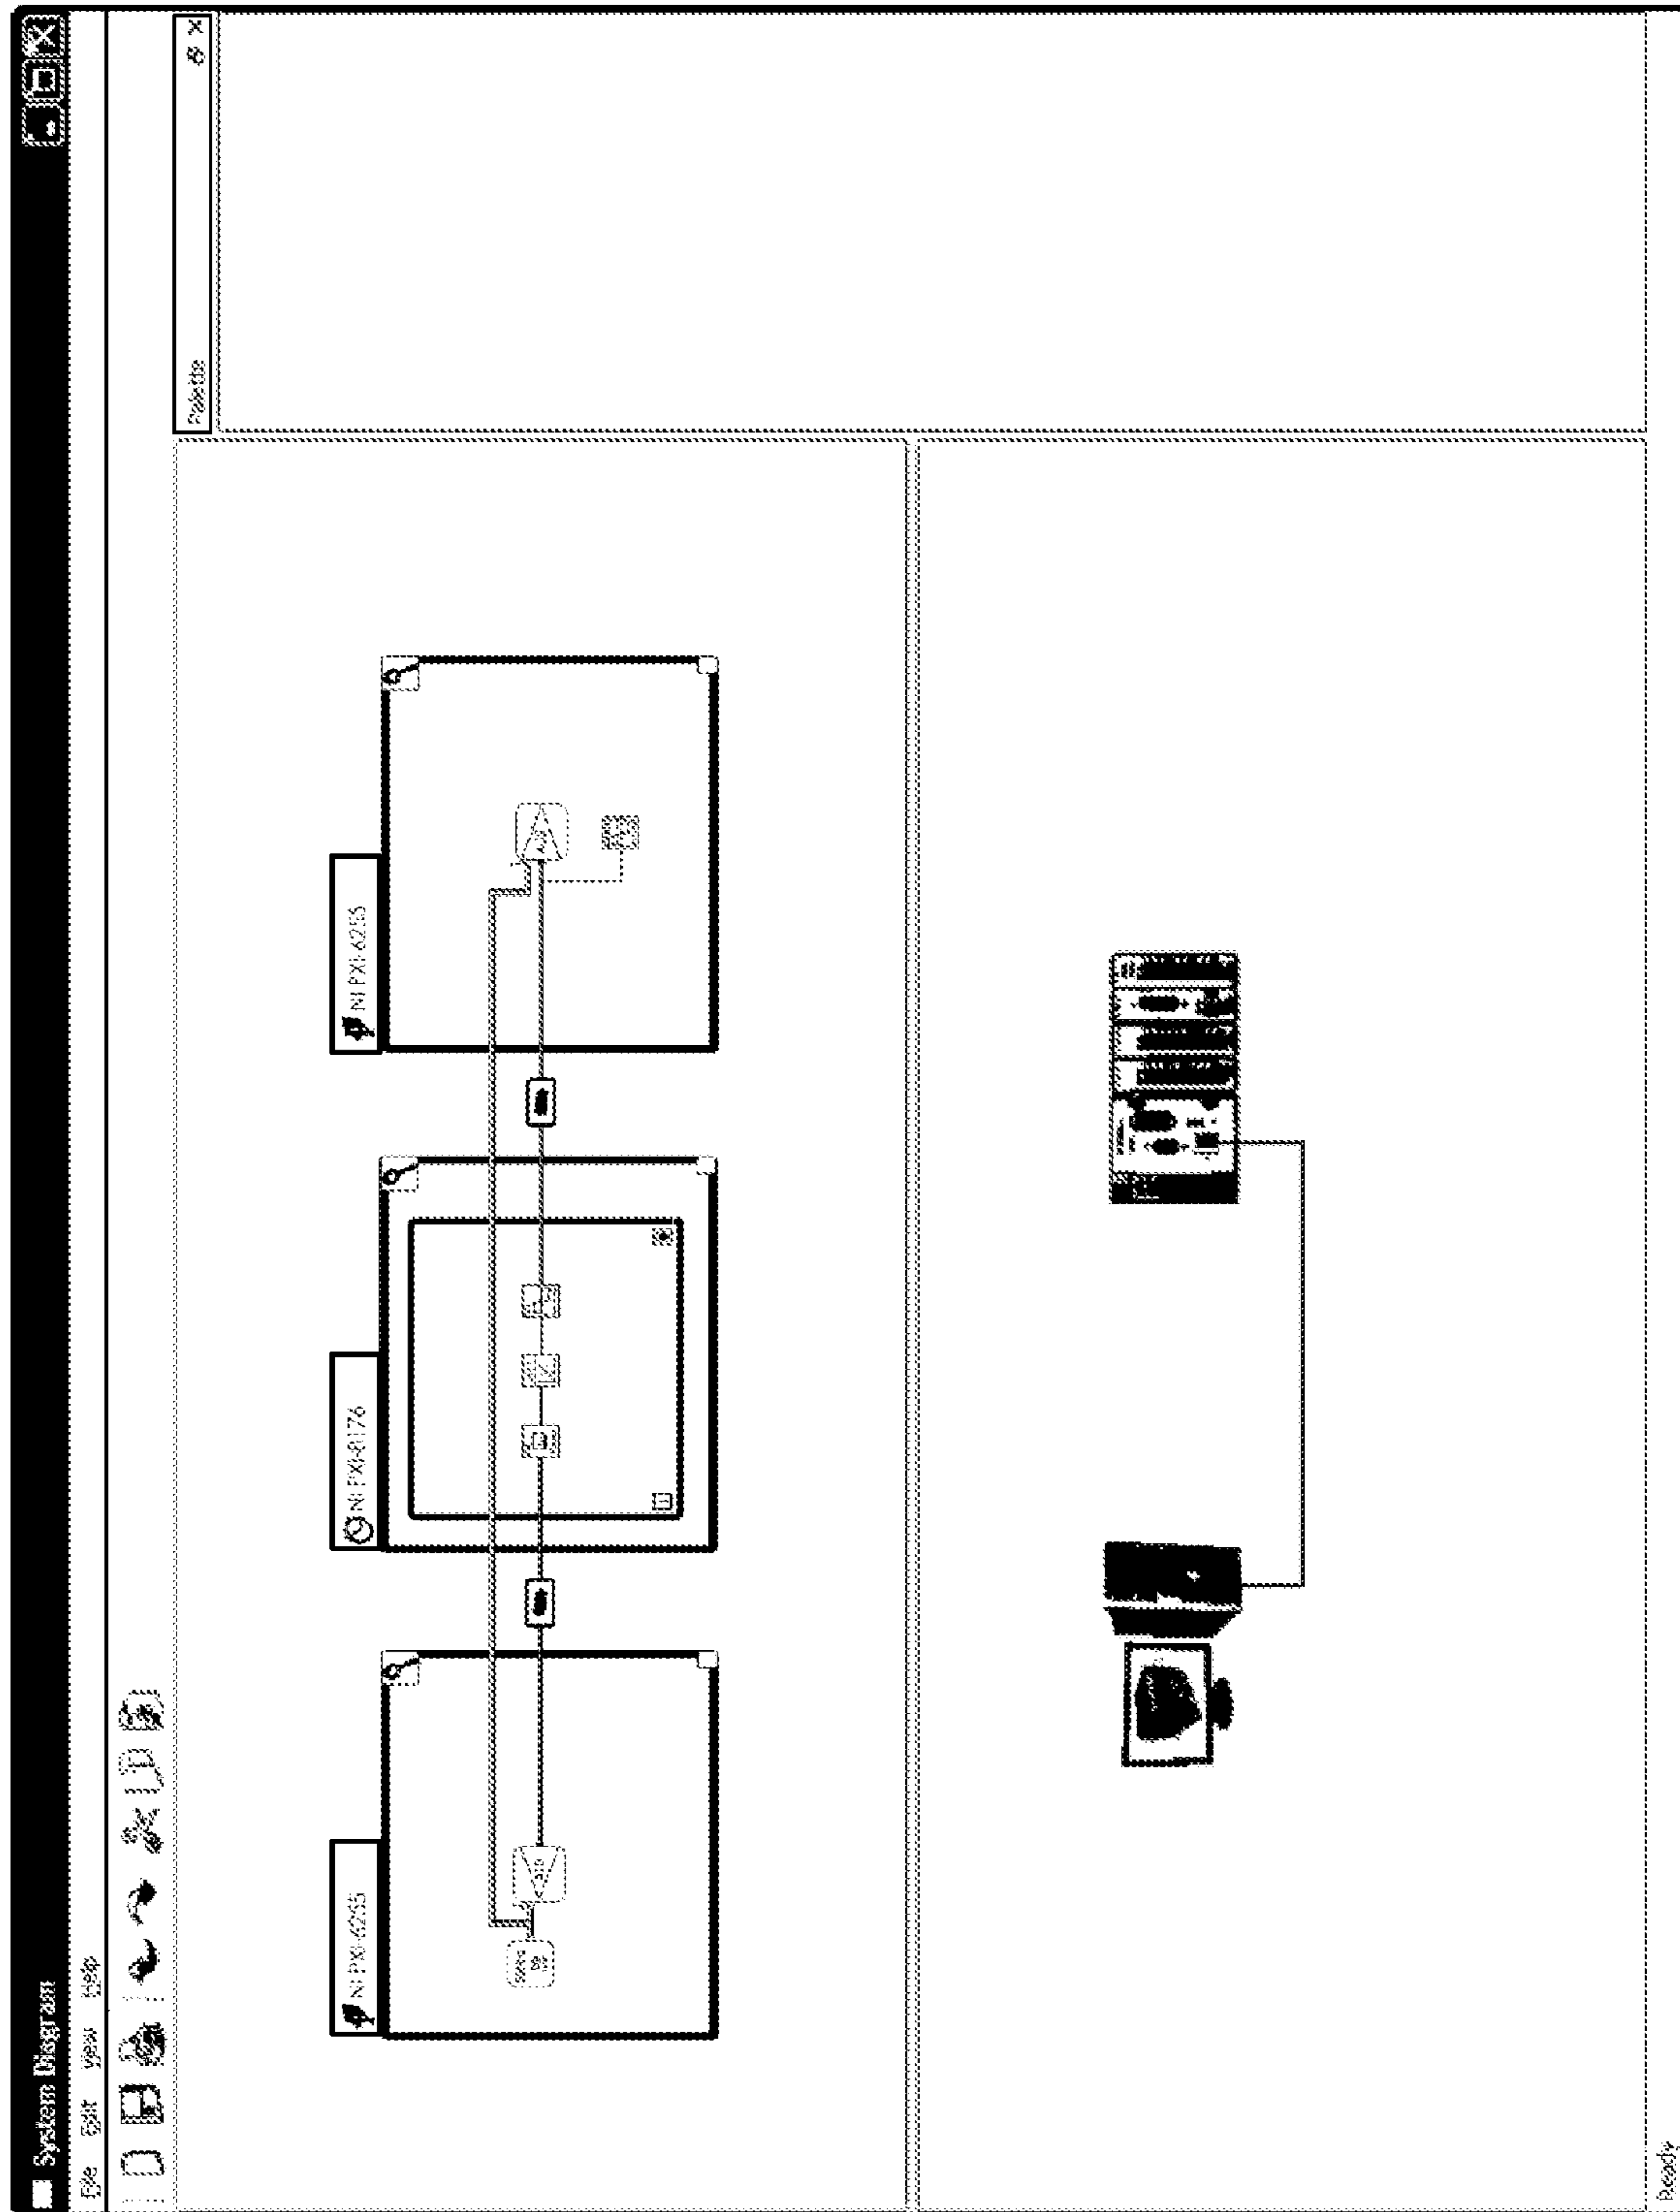 System Diagram
File Edit View Help
Palette
NI PXI-6255
NI PXI-8176
NI PXI-6255
Ready